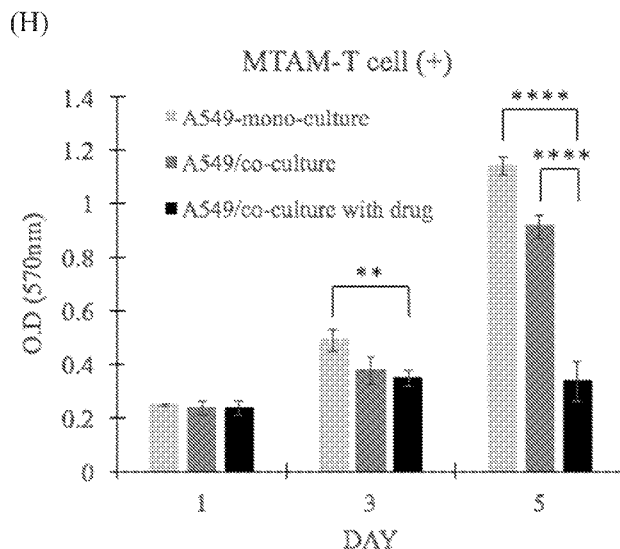 (H)
MTAM-T cell (+)
1.4
1.2
1
0.8
0.6
0.4
0.2
0
O.D (570nm)
A549-mono-culture
A549/co-culture
A549/co-culture with drug
**
****
****
1 3 5
DAY